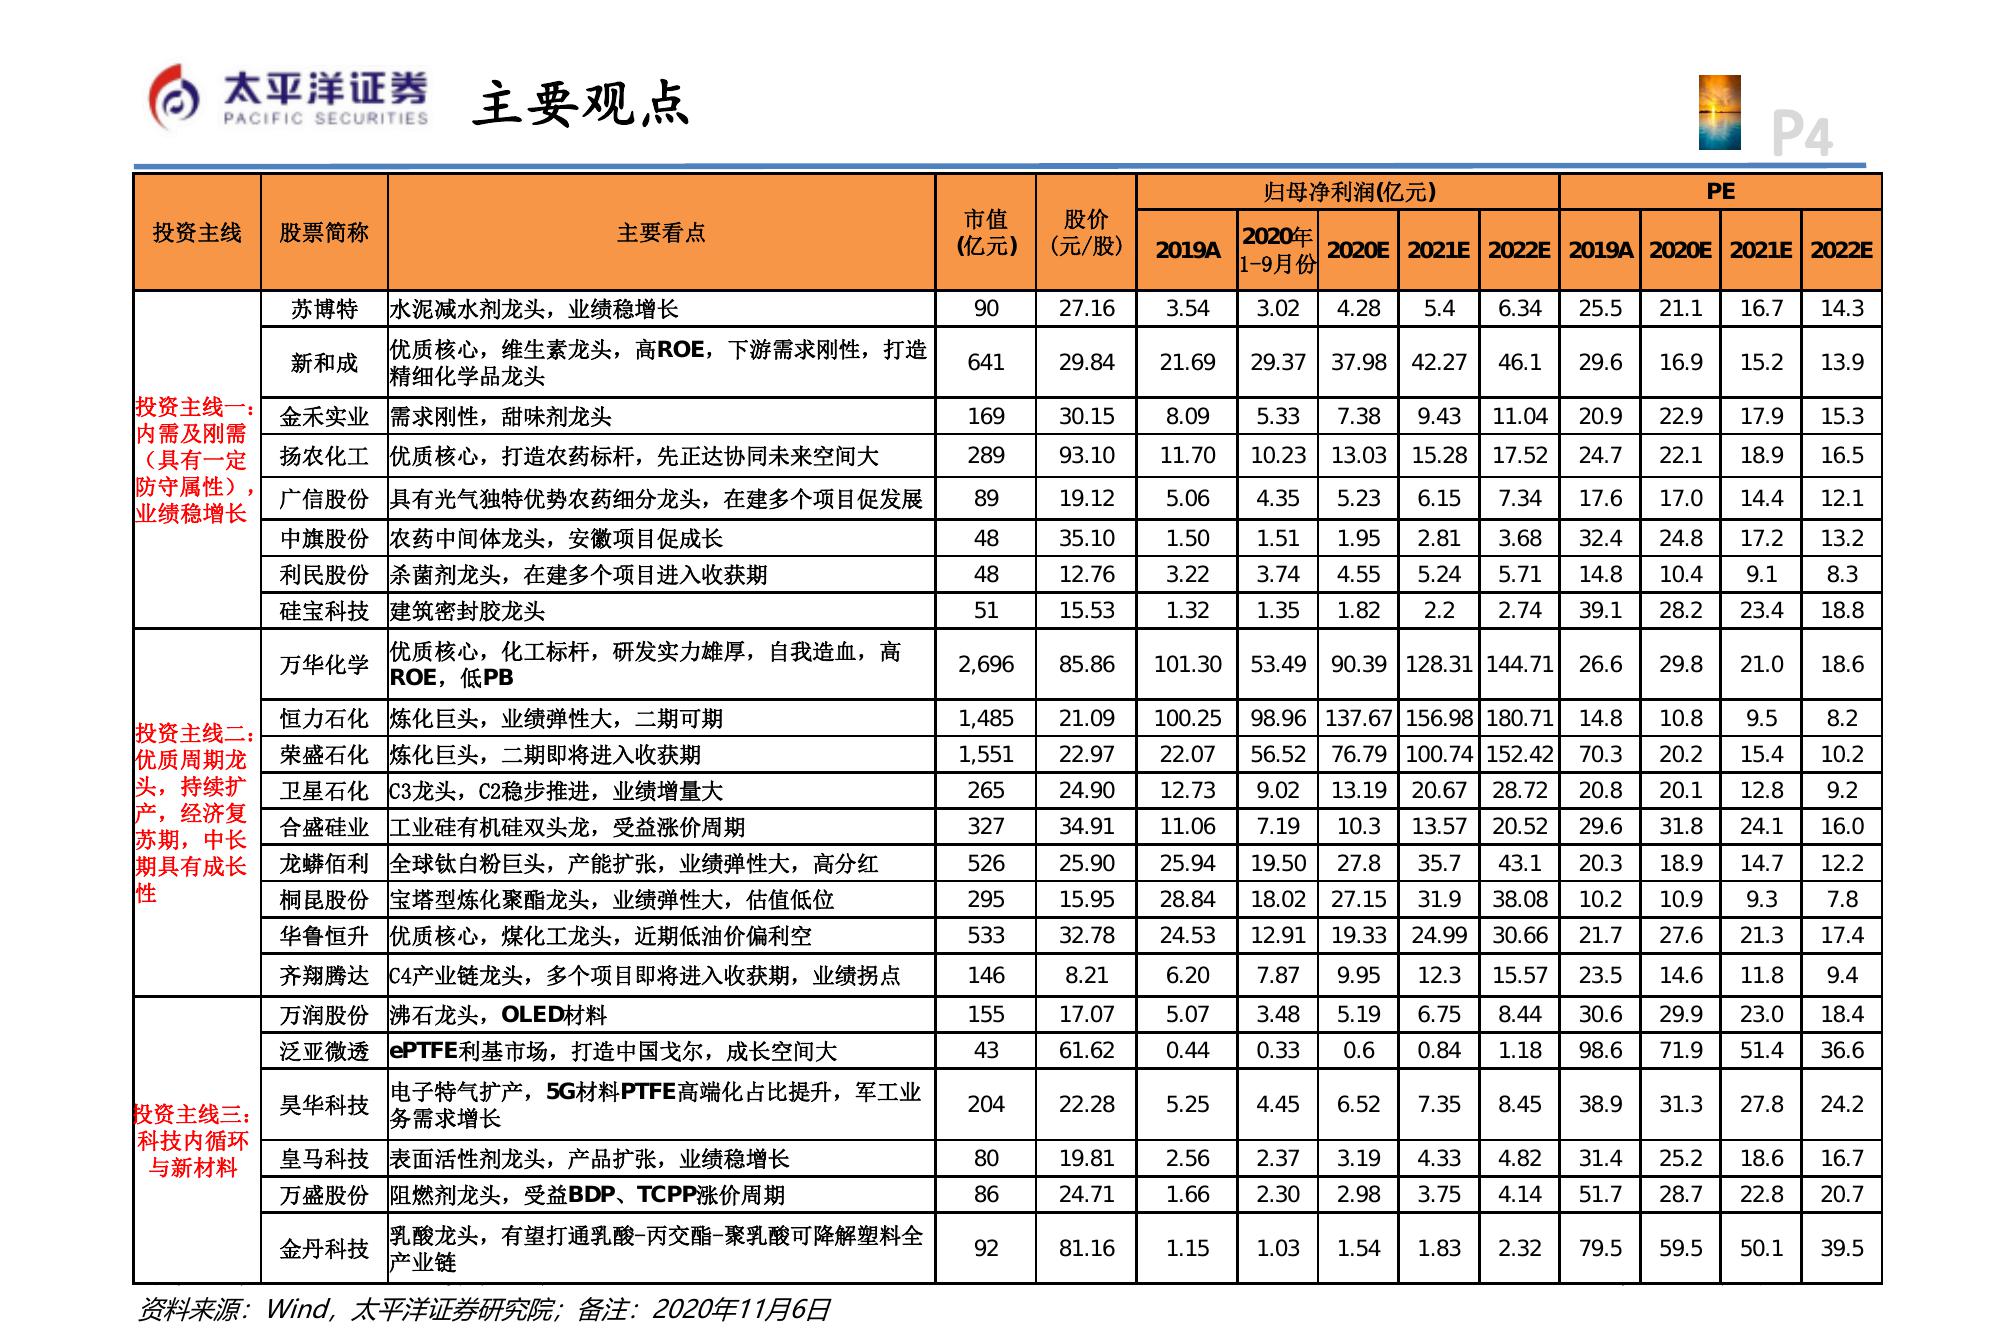 太平洋证券
PACIFIC SECURITIES
主要观点
P4
投资主线 股票简称 主要看点 市值(亿元) 股价(元/股) 归母净利润(亿元) PE
2019A 2020年1-9月份 2020E 2021E 2022E 2019A 2020E 2021E 2022E
投资主线一：
内需及刚需
（具有一定
防守属性），
业绩稳增长
苏博特 水泥减水剂龙头，业绩稳增长 90 27.16 3.54 3.02 4.28 5.4 6.34 25.5 21.1 16.7 14.3
新和成 优质核心，维生素龙头，高ROE，下游需求刚性，打造
精细化学品龙头 641 29.84 21.69 29.37 37.98 42.27 46.1 29.6 16.9 15.2 13.9
金禾实业 需求刚性，甜味剂龙头 169 30.15 8.09 5.33 7.38 9.43 11.04 20.9 22.9 17.9 15.3
扬农化工 优质核心，打造农药标杆，先正达协同未来空间大 289 93.10 11.70 10.23 13.03 15.28 17.52 24.7 22.1 18.9 16.5
广信股份 具有光气独特优势农药细分龙头，在建多个项目促发展 89 19.12 5.06 4.35 5.23 6.15 7.34 17.6 17.0 14.4 12.1
中旗股份 农药中间体龙头，安徽项目促成长 48 35.10 1.50 1.51 1.95 2.81 3.68 32.4 24.8 17.2 13.2
利民股份 杀菌剂龙头，在建多个项目进入收获期 48 12.76 3.22 3.74 4.55 5.24 5.71 14.8 10.4 9.1 8.3
硅宝科技 建筑密封胶龙头 51 15.53 1.32 1.35 1.82 2.2 2.74 39.1 28.2 23.4 18.8
投资主线二：
优质周期龙
头，持续扩
产，经济复
苏期，中长
期具有成长
性
万华化学 优质核心，化工标杆，研发实力雄厚，自我造血，高
ROE，低PB 2,696 85.86 101.30 53.49 90.39 128.31 144.71 26.6 29.8 21.0 18.6
恒力石化 炼化巨头，业绩弹性大，二期可期 1,485 21.09 100.25 98.96 137.67 156.98 180.71 14.8 10.8 9.5 8.2
荣盛石化 炼化巨头，二期即将进入收获期 1,551 22.97 22.07 56.52 76.79 100.74 152.42 70.3 20.2 15.4 10.2
卫星石化 C3龙头，C2稳步推进，业绩增量大 265 24.90 12.73 9.02 13.19 20.67 28.72 20.8 20.1 12.8 9.2
合盛硅业 工业硅有机硅双头龙，受益涨价周期 327 34.91 11.06 7.19 10.3 13.57 20.52 29.6 31.8 24.1 16.0
龙蟒佰利 全球钛白粉巨头，产能扩张，业绩弹性大，高分红 526 25.90 25.94 19.50 27.8 35.7 43.1 20.3 18.9 14.7 12.2
桐昆股份 宝塔型炼化聚酯龙头，业绩弹性大，估值低位 295 15.95 28.84 18.02 27.15 31.9 38.08 10.2 10.9 9.3 7.8
华鲁恒升 优质核心，煤化工龙头，近期低油价偏利空 533 32.78 24.53 12.91 19.33 24.99 30.66 21.7 27.6 21.3 17.4
齐翔腾达 C4产业链龙头，多个项目即将进入收获期，业绩拐点 146 8.21 6.20 7.87 9.95 12.3 15.57 23.5 14.6 11.8 9.4
投资主线三：
科技内循环
与新材料
万润股份 沸石龙头，OLED材料 155 17.07 5.07 3.48 5.19 6.75 8.44 30.6 29.9 23.0 18.4
泛亚微透 ePTFE利基市场，打造中国戈尔，成长空间大 43 61.62 0.44 0.33 0.6 0.84 1.18 98.6 71.9 51.4 36.6
昊华科技 电子特气扩产，5G材料PTFE高端化占比提升，军工业
务需求增长 204 22.28 5.25 4.45 6.52 7.35 8.45 38.9 31.3 27.8 24.2
皇马科技 表面活性剂龙头，产品扩张，业绩稳增长 80 19.81 2.56 2.37 3.19 4.33 4.82 31.4 25.2 18.6 16.7
万盛股份 阻燃剂龙头，受益BDP、TCPP涨价周期 86 24.71 1.66 2.30 2.98 3.75 4.14 51.7 28.7 22.8 20.7
金丹科技 乳酸龙头，有望打通乳酸-丙交酯-聚乳酸可降解塑料全
产业链 92 81.16 1.15 1.03 1.54 1.83 2.32 79.5 59.5 50.1 39.5
资料来源：Wind，太平洋证券研究院；备注：2020年11月6日